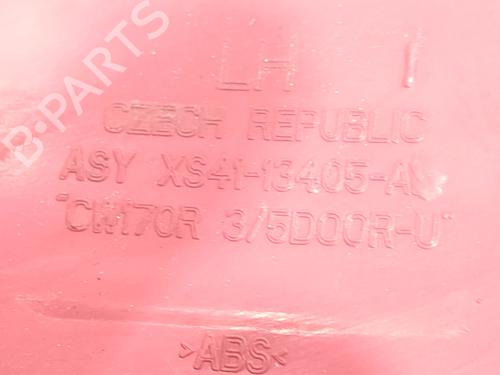 B-PARTS
LH I
CZECH REPUBLIC
ASY XS41-13405-A
"CW170R 3/5DOOR-U"
>ABS<